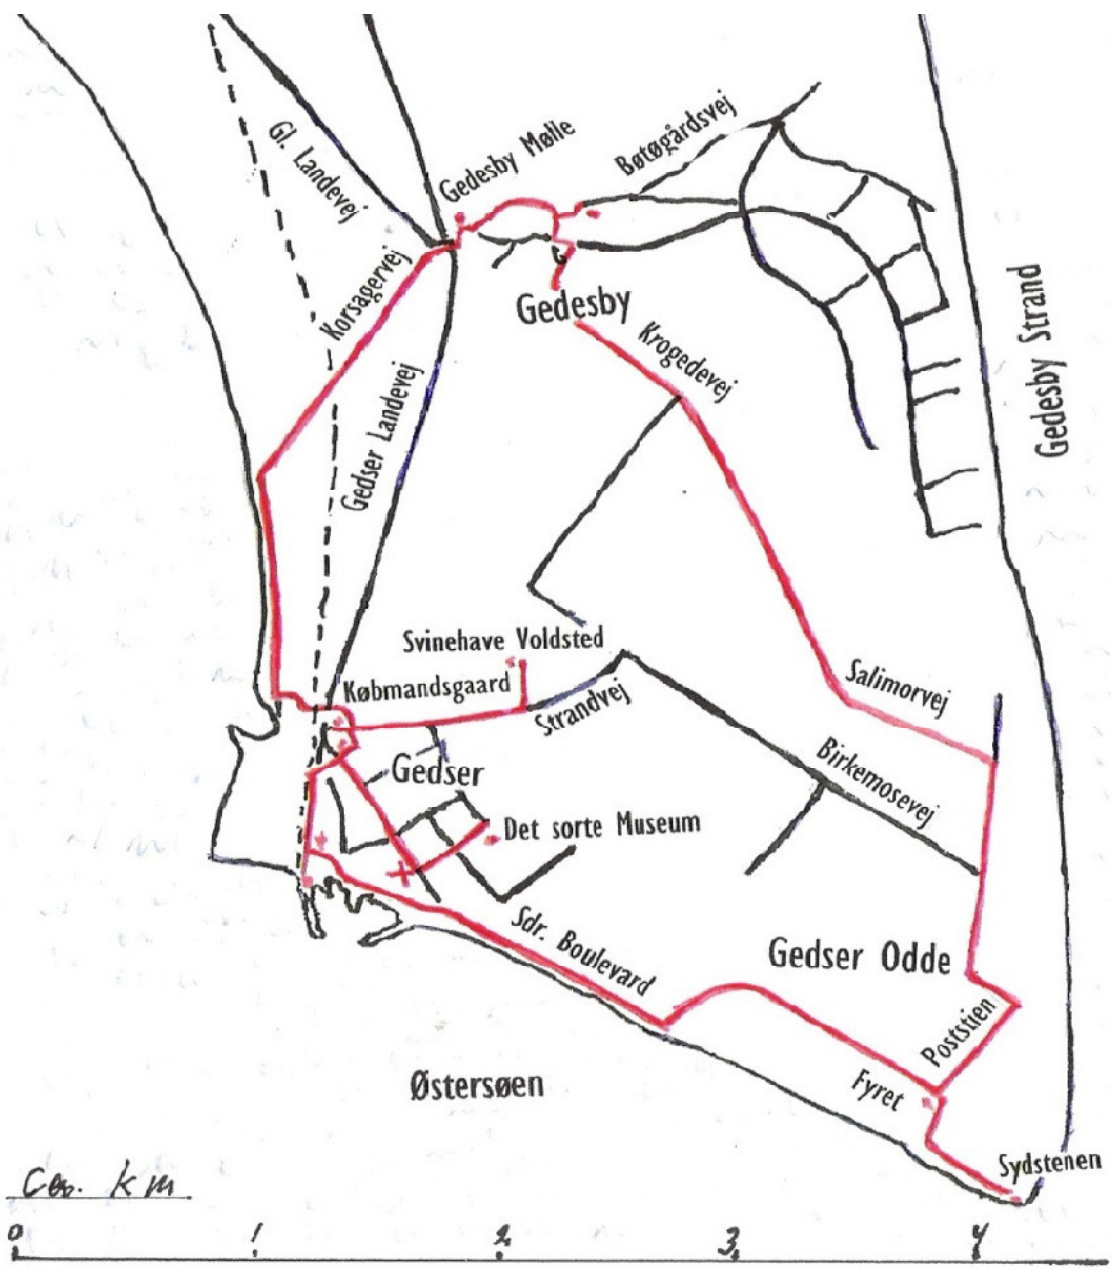 Gedesby Mølle
Bøtøgårdsvej
Gl. Landevej
Korsagervej
Gedesby
Gedesby Strand
Krogedevej
Gedser Landevej
Svinehave Voldsted
Købmandsgaard
Strandvej
Salimorvej
Birkemosevej
Gedser
Det sorte Museum
Sdr. Boulevard
Gedser Odde
Poststien
Fyret
Østersøen
Sydstenen
Ca. km
0 1 2 3 4